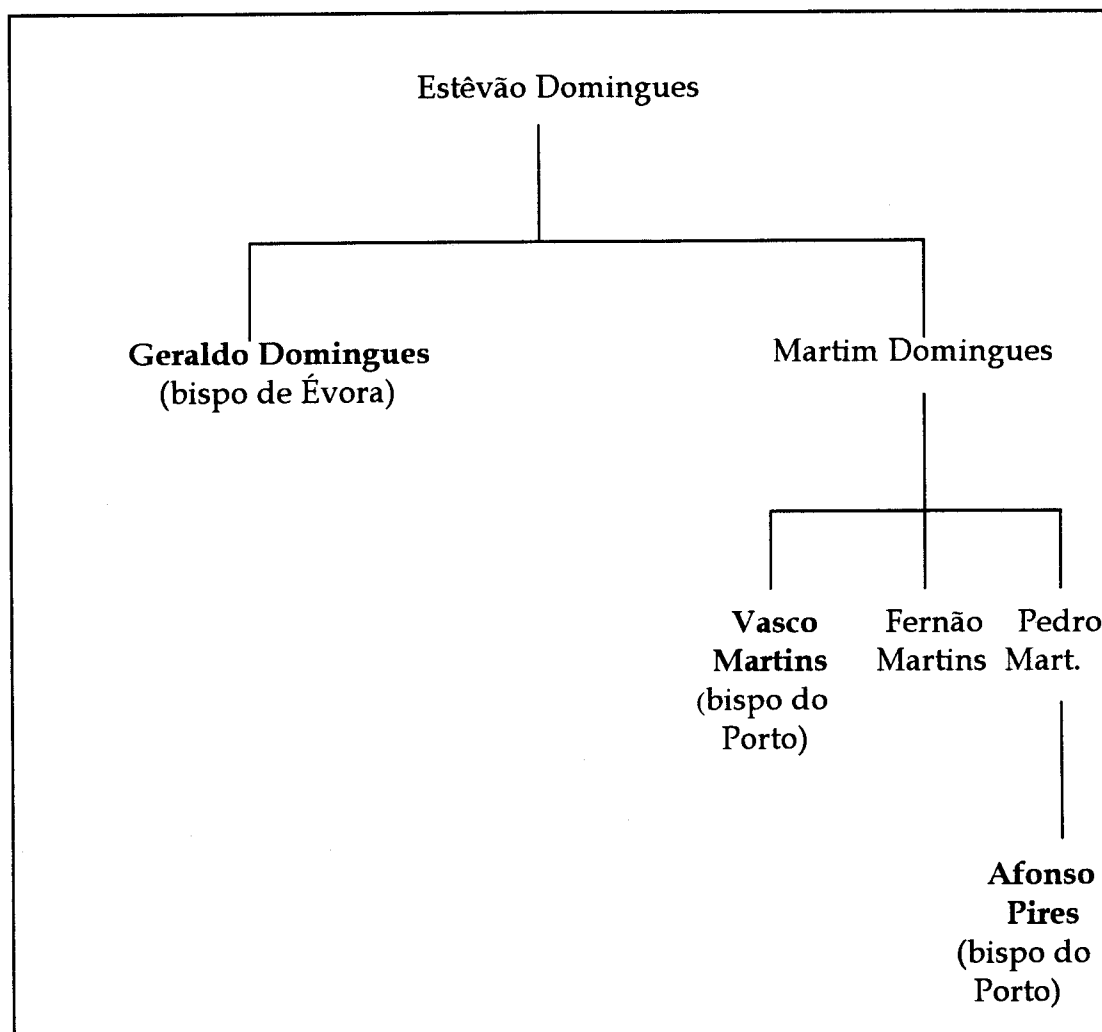 Estêvão Domingues
Geraldo Domingues
(bispo de Évora)
Martim Domingues
Vasco
Martins
(bispo do
Porto)
Fernão
Martins
Pedro
Mart.
Afonso
Pires
(bispo do
Porto)